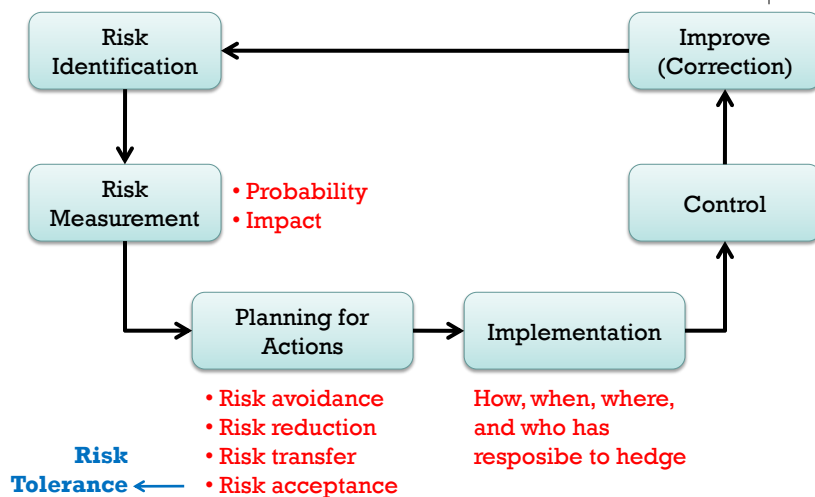 Risk
Identification
Improve
(Correction)
Risk
Measurement
• Probability
• Impact
Control
Planning for
Actions
Implementation
• Risk avoidance
• Risk reduction
• Risk transfer
• Risk acceptance
How, when, where,
and who has
resposibe to hedge
Risk
Tolerance